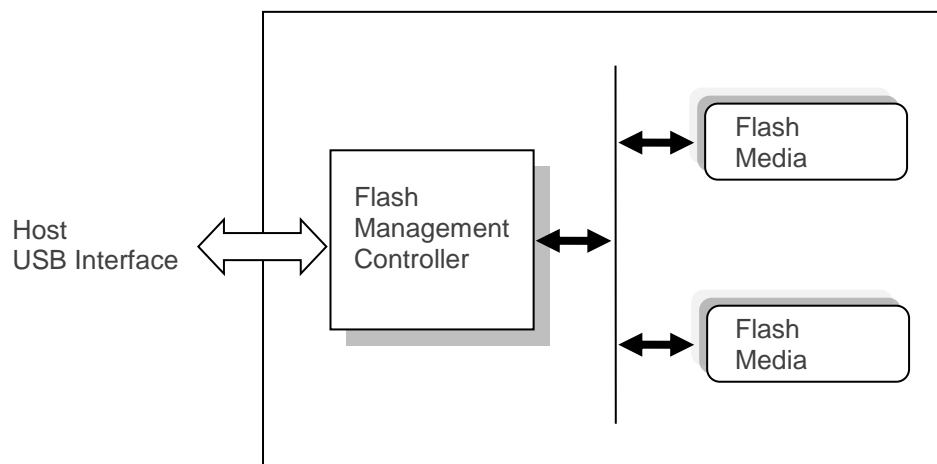 Host
USB Interface
Flash
Management
Controller
Flash
Media
Flash
Media